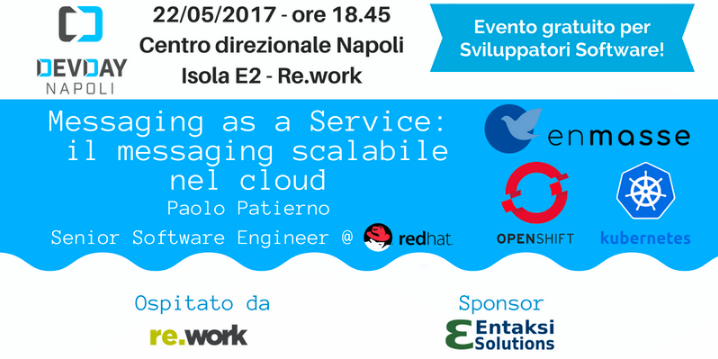 DEVDAY
NAPOLI
22/05/2017 - ore 18.45
Centro direzionale Napoli
Isola E2 - Re.work
Evento gratuito per
Sviluppatori Software!
Messaging as a Service:
il messaging scalabile
nel cloud
Paolo Patierno
Senior Software Engineer @ redhat.
enmasse
OPENSHIFT
kubernetes
Ospitato da
re.work
Sponsor
Entaksi
Solutions